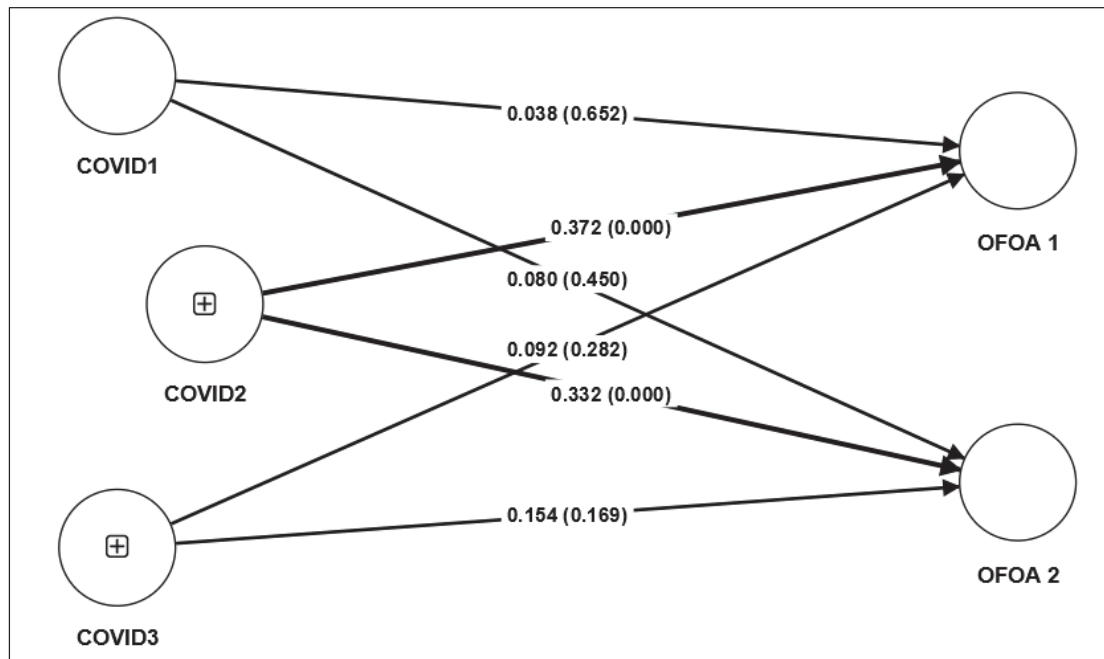 0.038 (0.652)
COVID1
0.372 (0.000)
OFOA 1
0.080 (0.450)
0.092 (0.282)
COVID2
0.332 (0.000)
0.154 (0.169)
OFOA 2
COVID3